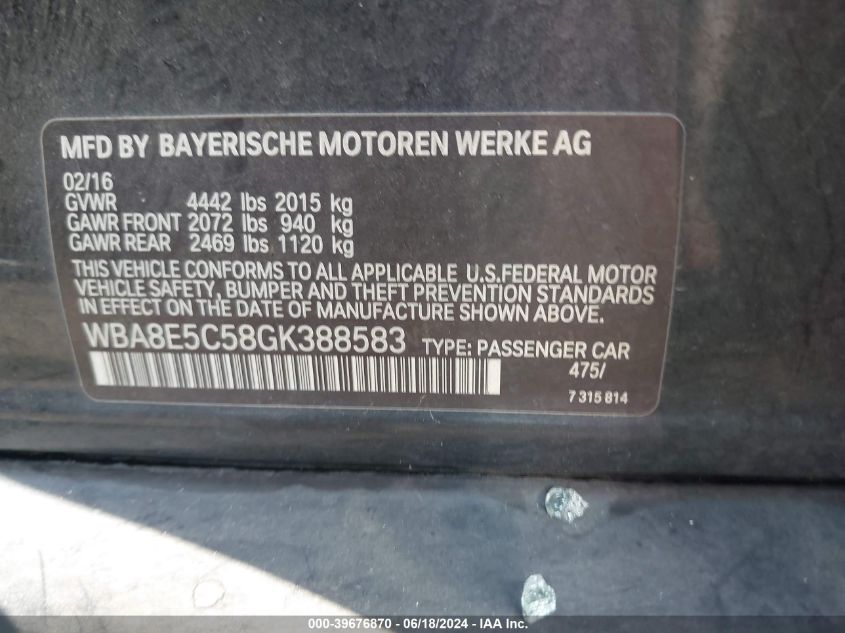 MFD BY BAYERISCHE MOTOREN WERKE AG
02/16
GVWR 4442 lbs 2015 kg
GAWR FRONT 2072 lbs 940 kg
GAWR REAR 2469 lbs 1120 kg
THIS VEHICLE CONFORMS TO ALL APPLICABLE U.S.FEDERAL MOTOR
VEHICLE SAFETY, BUMPER AND THEFT PREVENTION STANDARDS
IN EFFECT ON THE DATE OF MANUFACTURE SHOWN ABOVE.
WBA8E5C58GK388583 TYPE: PASSENGER CAR
475/
7 315 814
000-39676870 - 06/18/2024 - IAA Inc.